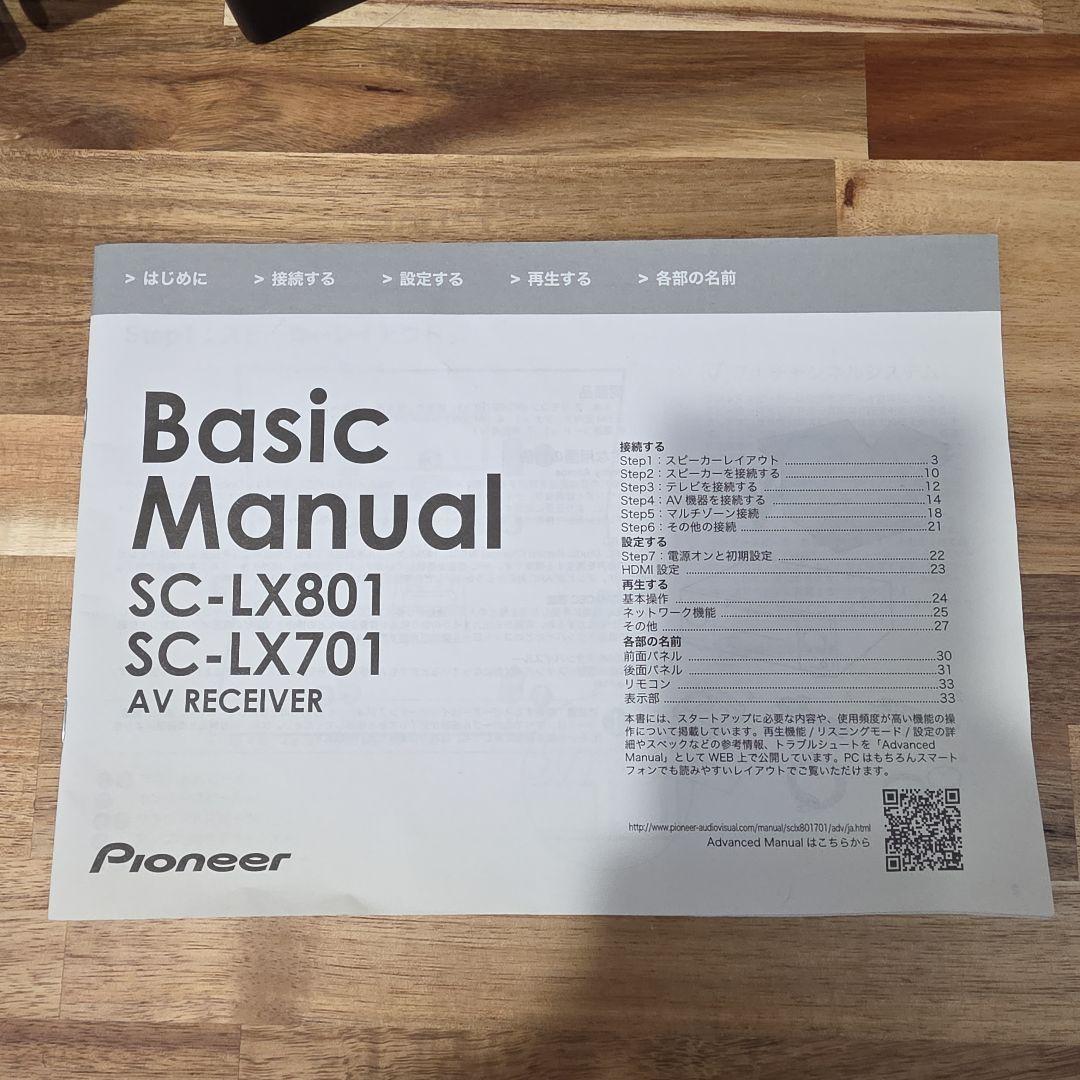 > はじめに > 接続する > 設定する > 再生する > 各部の名前
Basic
Manual
SC-LX801
SC-LX701
AV RECEIVER
Pioneer
接続する
Step1：スピーカーレイアウト ........ 3
Step2：スピーカーを接続する ........ 10
Step3：テレビを接続する ........ 12
Step4：AV 機器を接続する ........ 14
Step5：マルチゾーン接続 ........ 18
Step6：その他の接続 ........ 21
設定する
Step7：電源オンと初期設定 ........ 22
HDMI 設定 ........ 23
再生する
基本操作 ........ 24
ネットワーク機能 ........ 25
その他 ........ 27
各部の名前
前面パネル ........ 30
後面パネル ........ 31
リモコン ........ 33
表示部 ........ 33
本書には、スタートアップに必要な内容や、使用頻度が高い機能の操
作について掲載しています。再生機能 / リスニングモード / 設定の詳
細やスペックなどの参考情報、トラブルシュートを「Advanced
Manual」として WEB 上で公開しています。PC はもちろんスマート
フォンでも読みやすいレイアウトでご覧いただけます。
http://www.pioneer-audiovisual.com/manual/sclx801701/adv/ja.html
Advanced Manual はこちらから